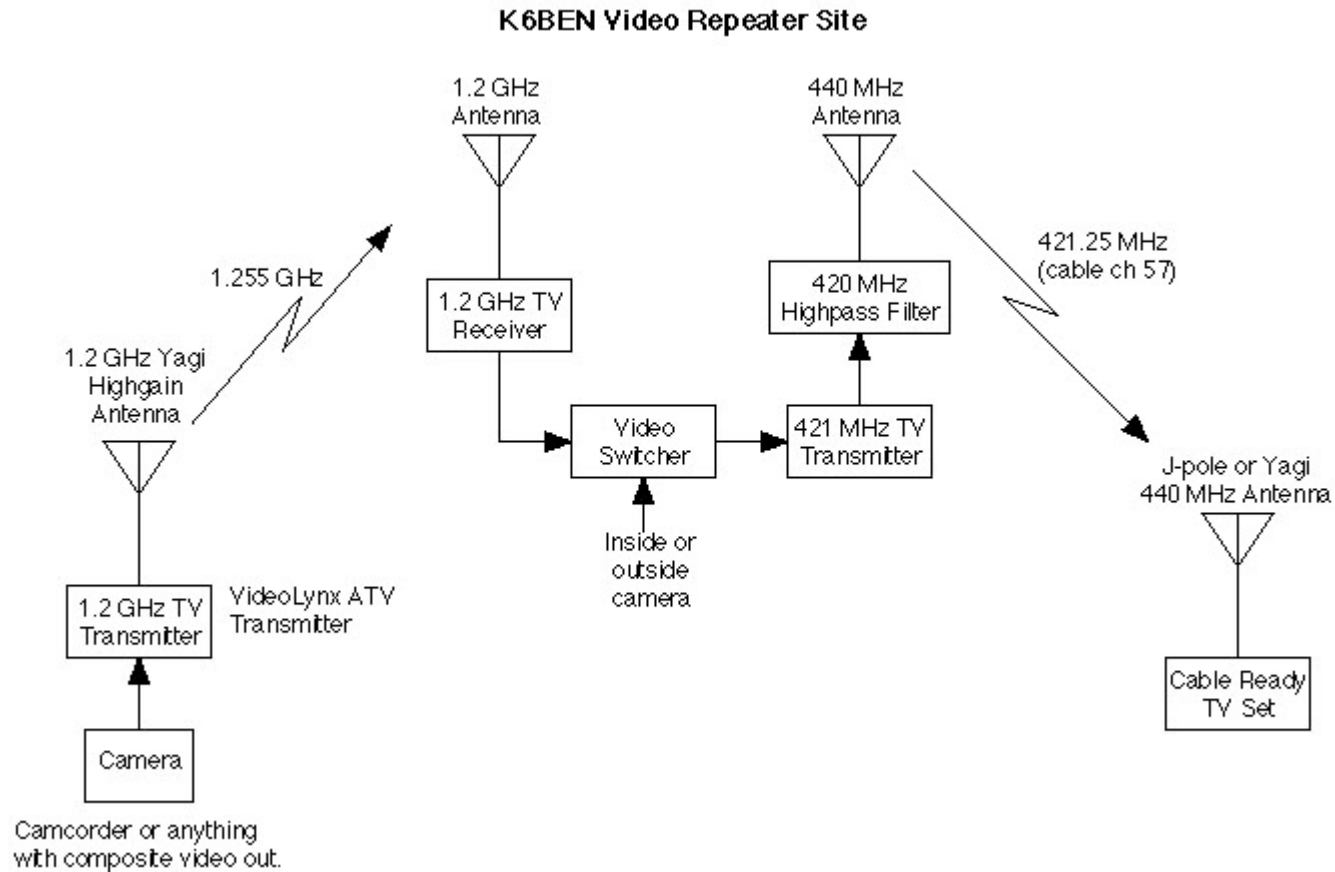 K6BEN Video Repeater Site
1.2 GHz
Antenna
440 MHz
Antenna
1.255 GHz
1.2 GHz TV
Receiver
420 MHz
Highpass Filter
421.25 MHz
(cable ch 57)
1.2 GHz Yagi
Highgain
Antenna
Video
Switcher
421 MHz TV
Transmitter
J-pole or Yagi
440 MHz Antenna
Inside or
outside
camera
1.2 GHz TV
Transmitter
VideoLynx ATV
Transmitter
Cable Ready
TV Set
Camera
Camcorder or anything
with composite video out.